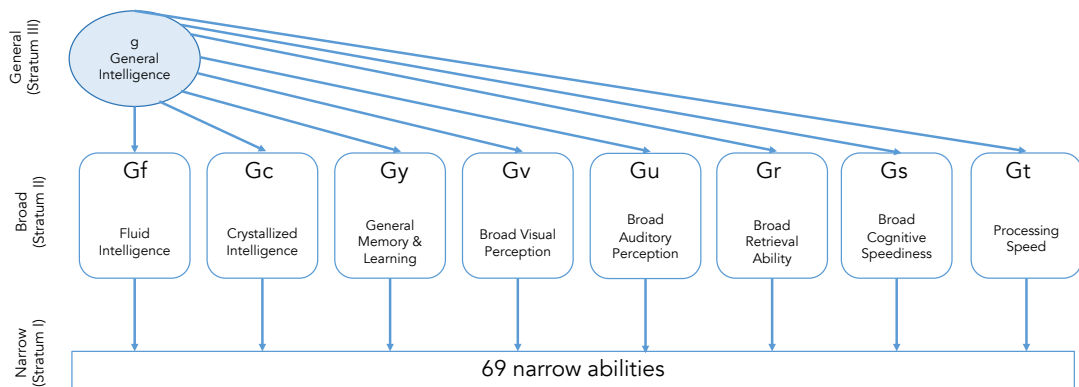 General
(Stratum III)
g
General
Intelligence
Broad
(Stratum II)
Gf
Fluid
Intelligence
Gc
Crystallized
Intelligence
Gy
General
Memory &
Learning
Gv
Broad Visual
Perception
Gu
Broad
Auditory
Perception
Gr
Broad
Retrieval
Ability
Gs
Broad
Cognitive
Speediness
Gt
Processing
Speed
Narrow
(Stratum I)
69 narrow abilities